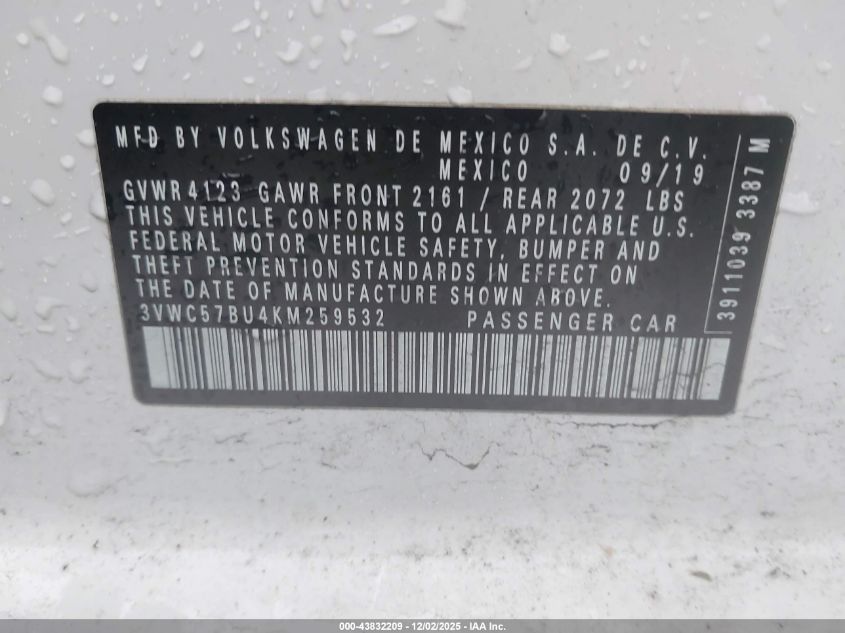 MFD BY VOLKSWAGEN DE MEXICO S.A. DE C.V.
MEXICO 09/19
GVWR 4123 GAWR FRONT 2161 / REAR 2072 LBS
THIS VEHICLE CONFORMS TO ALL APPLICABLE U.S.
FEDERAL MOTOR VEHICLE SAFETY, BUMPER AND
THEFT PREVENTION STANDARDS IN EFFECT ON
THE DATE OF MANUFACTURE SHOWN ABOVE.
3VWC57BU4KM259532 PASSENGER CAR
3911039 3387 M
000-43832209 - 12/02/2025 - IAA Inc.